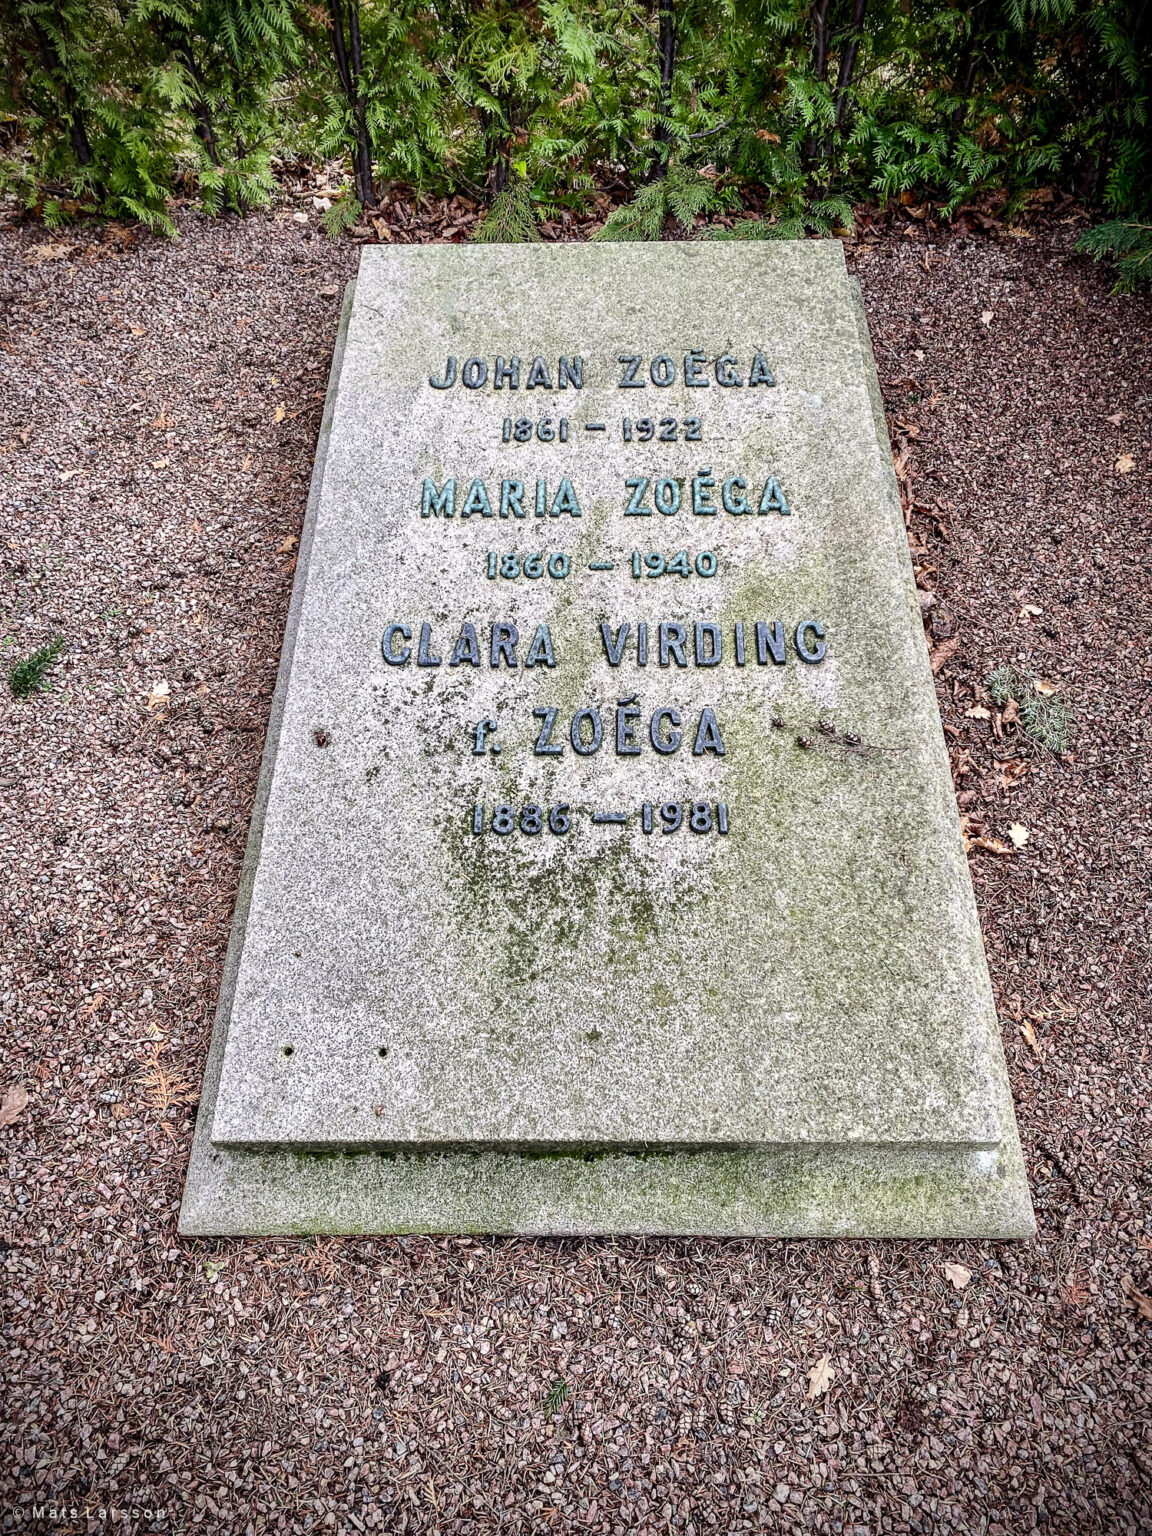 JOHAN ZOÉGA
1861 – 1922
MARIA ZOÉGA
1860 – 1940
CLARA VIRDING
f. ZOÉGA
1886 – 1981
© Mats Larsson